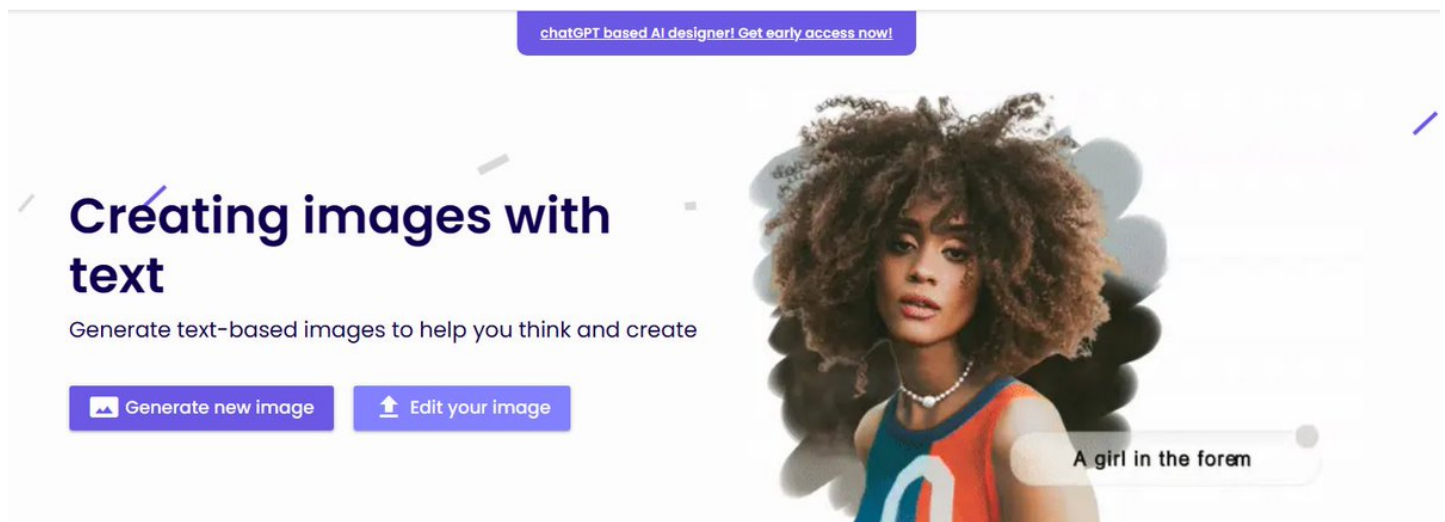 chatGPT based AI designer! Get early access now!
Creating images with
text
Generate text-based images to help you think and create
Generate new image
Edit your image
A girl in the